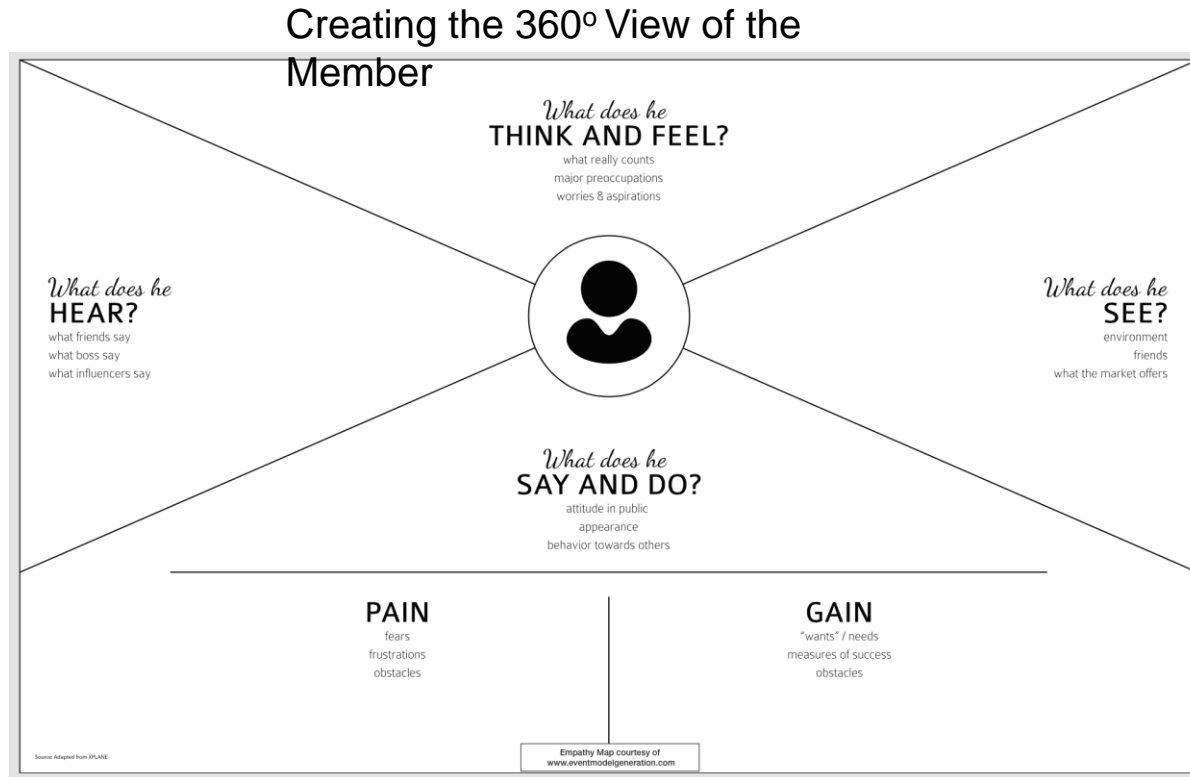 Creating the 360º View of the
Member
What does he
THINK AND FEEL?
what really counts
major preoccupations
worries & aspirations
What does he
HEAR?
what friends say
what boss say
what influencers say
What does he
SEE?
environment
friends
what the market offers
What does he
SAY AND DO?
attitude in public
appearance
behavior towards others
PAIN
fears
frustrations
obstacles
GAIN
"wants" / needs
measures of success
obstacles
Source: Adapted from XPLANE
Empathy Map courtesy of
www.eventmodelgeneration.com